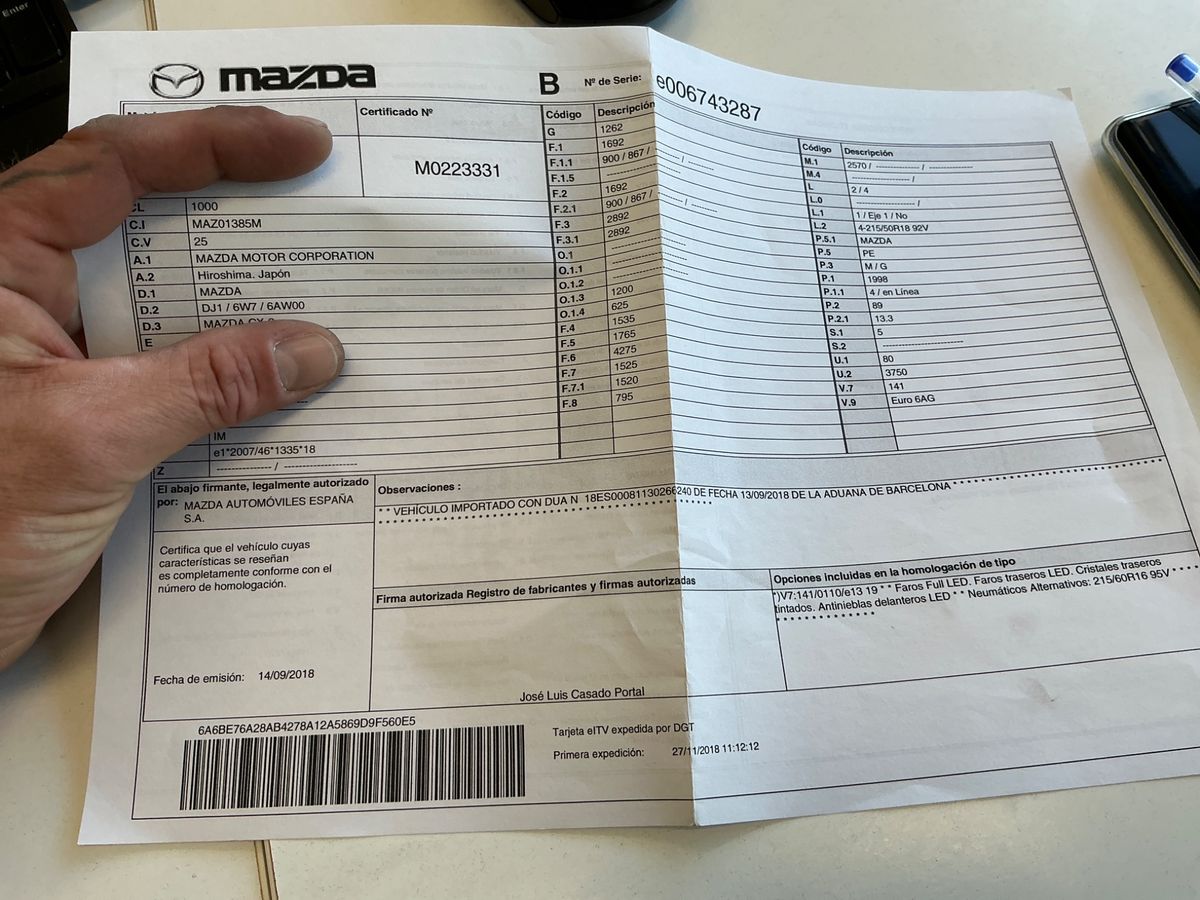 Enter
mazda
B Nº de Serie: e006743287
Certificado Nº
M0223331
CL 1000
C.I MAZ01385M
C.V 25
A.1 MAZDA MOTOR CORPORATION
A.2 Hiroshima. Japón
D.1 MAZDA
D.2 DJ1 / 6W7 / 6AW00
D.3 MAZDA
E
IM
e1*2007/46*1335*18
Z -------------- / -------------------
Código Descripción
G 1262
F.1 1692
F.1.1 900 / 867 / ---------- / --------
F.1.5 ----------------------
F.2 1692
F.2.1 900 / 867 / ---------- / --------
F.3 2892
F.3.1 2892
O.1 ----------------------
O.1.1 ----------------------
O.1.2
O.1.3 1200
O.1.4 625
F.4 1535
F.5 1765
F.6 4275
F.7 1525
F.7.1 1520
F.8 795
Código Descripción
M.1 2570 / -------------- / --------------
M.4 -------------------- /
L 2 / 4
L.0 -------------------- /
L.1 1 / Eje 1 / No
L.2 4-215/50R18 92V
P.5.1 MAZDA
P.5 PE
P.3 M / G
P.1 1998
P.1.1 4 / en Línea
P.2 89
P.2.1 13.3
S.1 5
S.2 -------------------------
U.1 80
U.2 3750
V.7 141
V.9 Euro 6AG
El abajo firmante, legalmente autorizado
por: MAZDA AUTOMÓVILES ESPAÑA
S.A.
Certifica que el vehículo cuyas
características se reseñan
es completamente conforme con el
número de homologación.
Fecha de emisión: 14/09/2018
Observaciones :
* * VEHÍCULO IMPORTADO CON DUA N 18ES00081130266240 DE FECHA 13/09/2018 DE LA ADUANA DE BARCELONA * * * * * * * * * * * * * * * * * * * * * * * *
* * * * * * * * * * * * * * * * * * * * * * * * * * * * * * * * * * * * *
Firma autorizada Registro de fabricantes y firmas autorizadas
José Luis Casado Portal
Opciones incluidas en la homologación de tipo
*)V7:141/0110/e13 19 * * Faros Full LED. Faros traseros LED. Cristales traseros
tintados. Antinieblas delanteros LED * * Neumáticos Alternativos: 215/60R16 95V * * * * *
* * * * * * * * * * * * * *
6A6BE76A28AB4278A12A5869D9F560E5
Tarjeta eITV expedida por DGT
Primera expedición: 27/11/2018 11:12:12